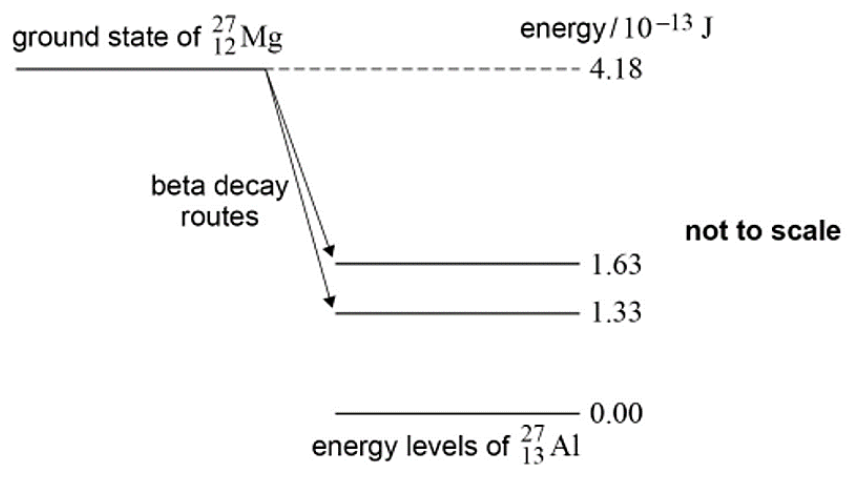 ground state of ²⁷₁₂Mg
energy/10⁻¹³ J
4.18
beta decay
routes
not to scale
1.63
1.33
0.00
energy levels of ²⁷₁₃Al